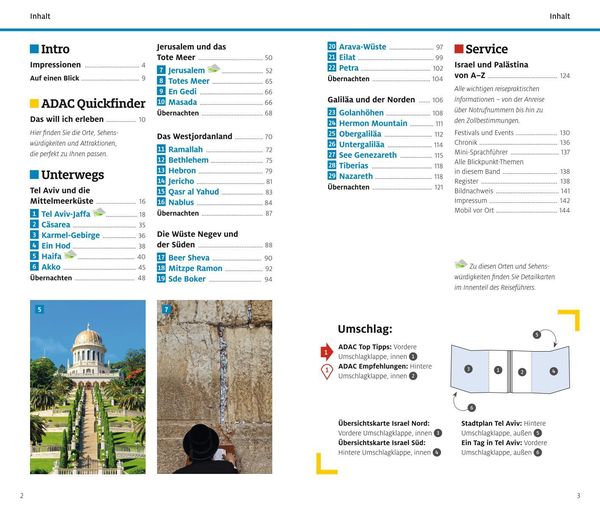 Inhalt
Intro
Impressionen 4
Auf einen Blick 9
ADAC Quickfinder
Das will ich erleben 10
Hier finden Sie die Orte, Sehens-
würdigkeiten und Attraktionen,
die perfekt zu Ihnen passen.
Unterwegs
Tel Aviv und die
Mittelmeerküste 16
1 Tel Aviv-Jaffa 18
2 Cäsarea 35
3 Karmel-Gebirge 36
4 Ein Hod 38
5 Haifa 40
6 Akko 45
Übernachten 48
Jerusalem und das
Tote Meer 50
7 Jerusalem 52
8 Totes Meer 65
9 En Gedi 66
10 Masada 66
Übernachten 68
Das Westjordanland 70
11 Ramallah 72
12 Bethlehem 75
13 Hebron 79
14 Jericho 81
15 Qasr al Yahud 83
16 Nablus 84
Übernachten 87
Die Wüste Negev und
der Süden 88
17 Beer Sheva 90
18 Mitzpe Ramon 92
19 Sde Boker 94
5
7
2
Inhalt
20 Arava-Wüste 97
21 Eilat 99
22 Petra 102
Übernachten 104
Galiläa und der Norden 106
23 Golanhöhen 108
24 Hermon Mountain 111
25 Obergaliläa 112
26 Untergaliläa 114
27 See Genezareth 115
28 Tiberias 118
29 Nazareth 118
Übernachten 121
Service
Israel und Palästina
von A–Z 124
Alle wichtigen reisepraktischen
Informationen – von der Anreise
über Notrufnummern bis hin zu
den Zollbestimmungen.
Festivals und Events 130
Chronik 136
Mini-Sprachführer 137
Alle Blickpunkt-Themen
in diesem Band 138
Register 138
Bildnachweis 141
Impressum 142
Mobil vor Ort 144
Zu diesen Orten und Sehens-
würdigkeiten finden Sie Detailkarten
im Innenteil des Reiseführers.
Umschlag:
1 ADAC Top Tipps: Vordere
Umschlagklappe, innen 1
1 ADAC Empfehlungen: Hintere
Umschlagklappe, innen 2
Übersichtskarte Israel Nord:
Vordere Umschlagklappe, innen 3
Übersichtskarte Israel Süd:
Hintere Umschlagklappe, innen 4
5
3 1 2 4
6
Stadtplan Tel Aviv: Hintere
Umschlagklappe, außen 5
Ein Tag in Tel Aviv: Vordere
Umschlagklappe, außen 6
3